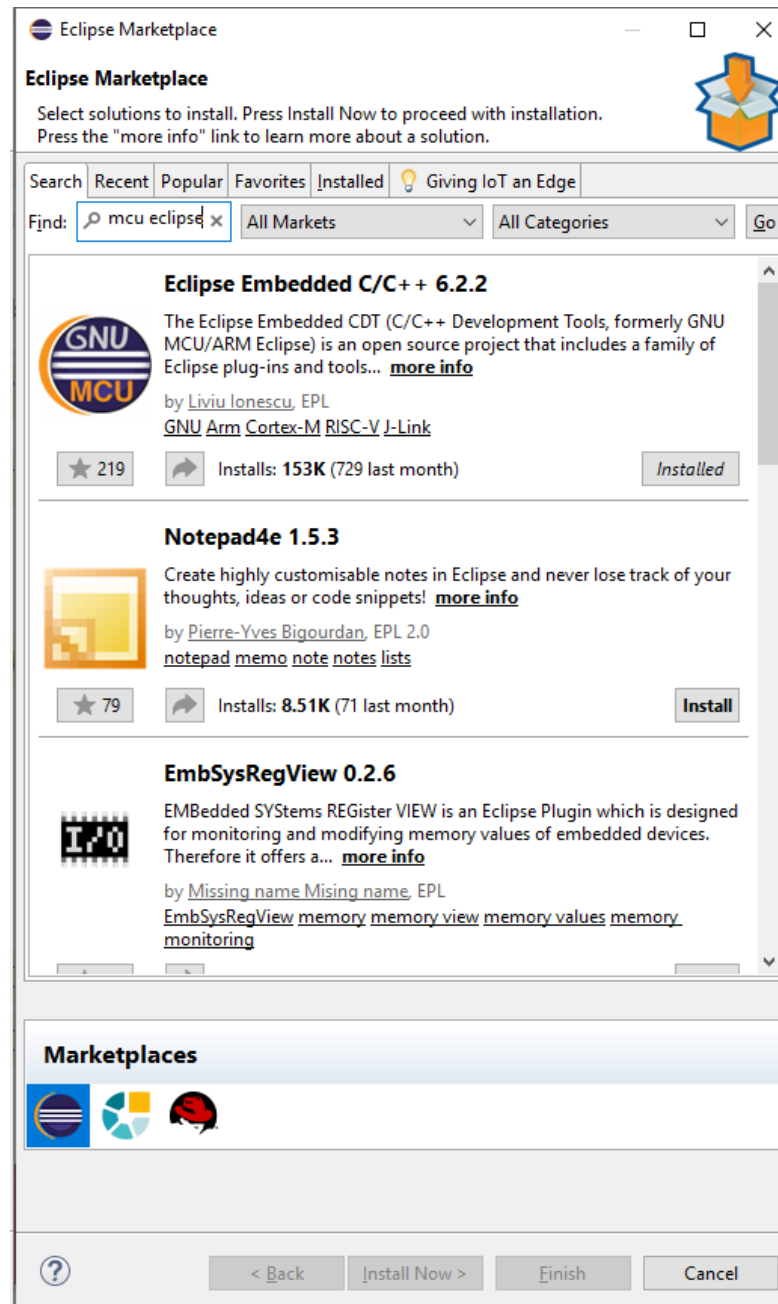 Eclipse Marketplace
Eclipse Marketplace
Select solutions to install. Press Install Now to proceed with installation.
Press the "more info" link to learn more about a solution.
Search Recent Popular Favorites Installed Giving IoT an Edge
Find: mcu eclipse All Markets All Categories Go
Eclipse Embedded C/C++ 6.2.2
The Eclipse Embedded CDT (C/C++ Development Tools, formerly GNU
MCU/ARM Eclipse) is an open source project that includes a family of
Eclipse plug-ins and tools... more info
GNU
MCU
by Liviu Ionescu, EPL
GNU Arm Cortex-M RISC-V J-Link
219 Installs: 153K (729 last month) Installed
Notepad4e 1.5.3
Create highly customisable notes in Eclipse and never lose track of your
thoughts, ideas or code snippets! more info
by Pierre-Yves Bigourdan, EPL 2.0
notepad memo note notes lists
79 Installs: 8.51K (71 last month) Install
EmbSysRegView 0.2.6
EMBedded SYStems REGister VIEW is an Eclipse Plugin which is designed
for monitoring and modifying memory values of embedded devices.
Therefore it offers a... more info
I/O
by Missing name Mising name, EPL
EmbSysRegView memory memory view memory values memory
monitoring
Marketplaces
? < Back Install Now > Finish Cancel